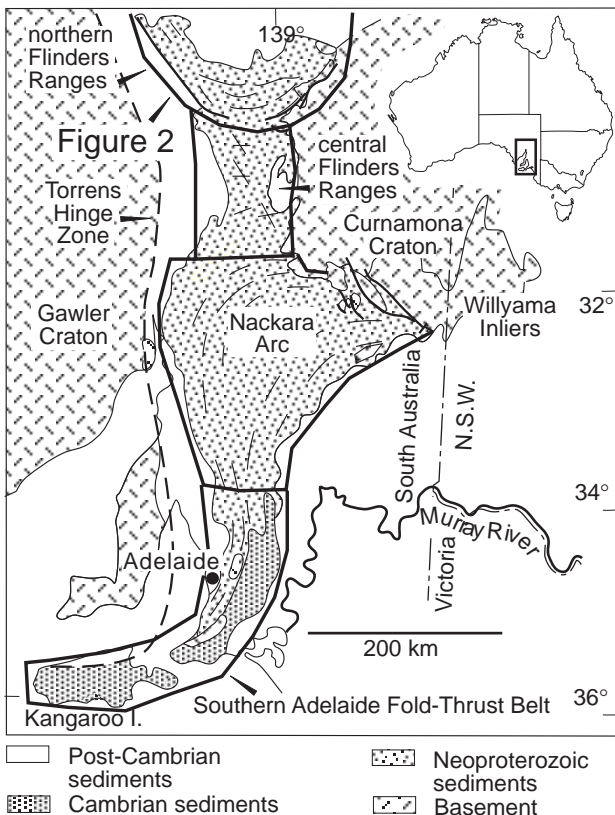 139°
northern
Flinders
Ranges
Figure 2
central
Flinders
Ranges
Torrens
Hinge
Zone
Curnamona
Craton
32°
Willyama
Inliers
Gawler
Craton
Nackara
Arc
South Australia
N.S.W.
34°
Murray River
Adelaide
Victoria
200 km
Southern Adelaide Fold-Thrust Belt
36°
Kangaroo I.
Post-Cambrian
sediments
Neoproterozoic
sediments
Cambrian sediments
Basement